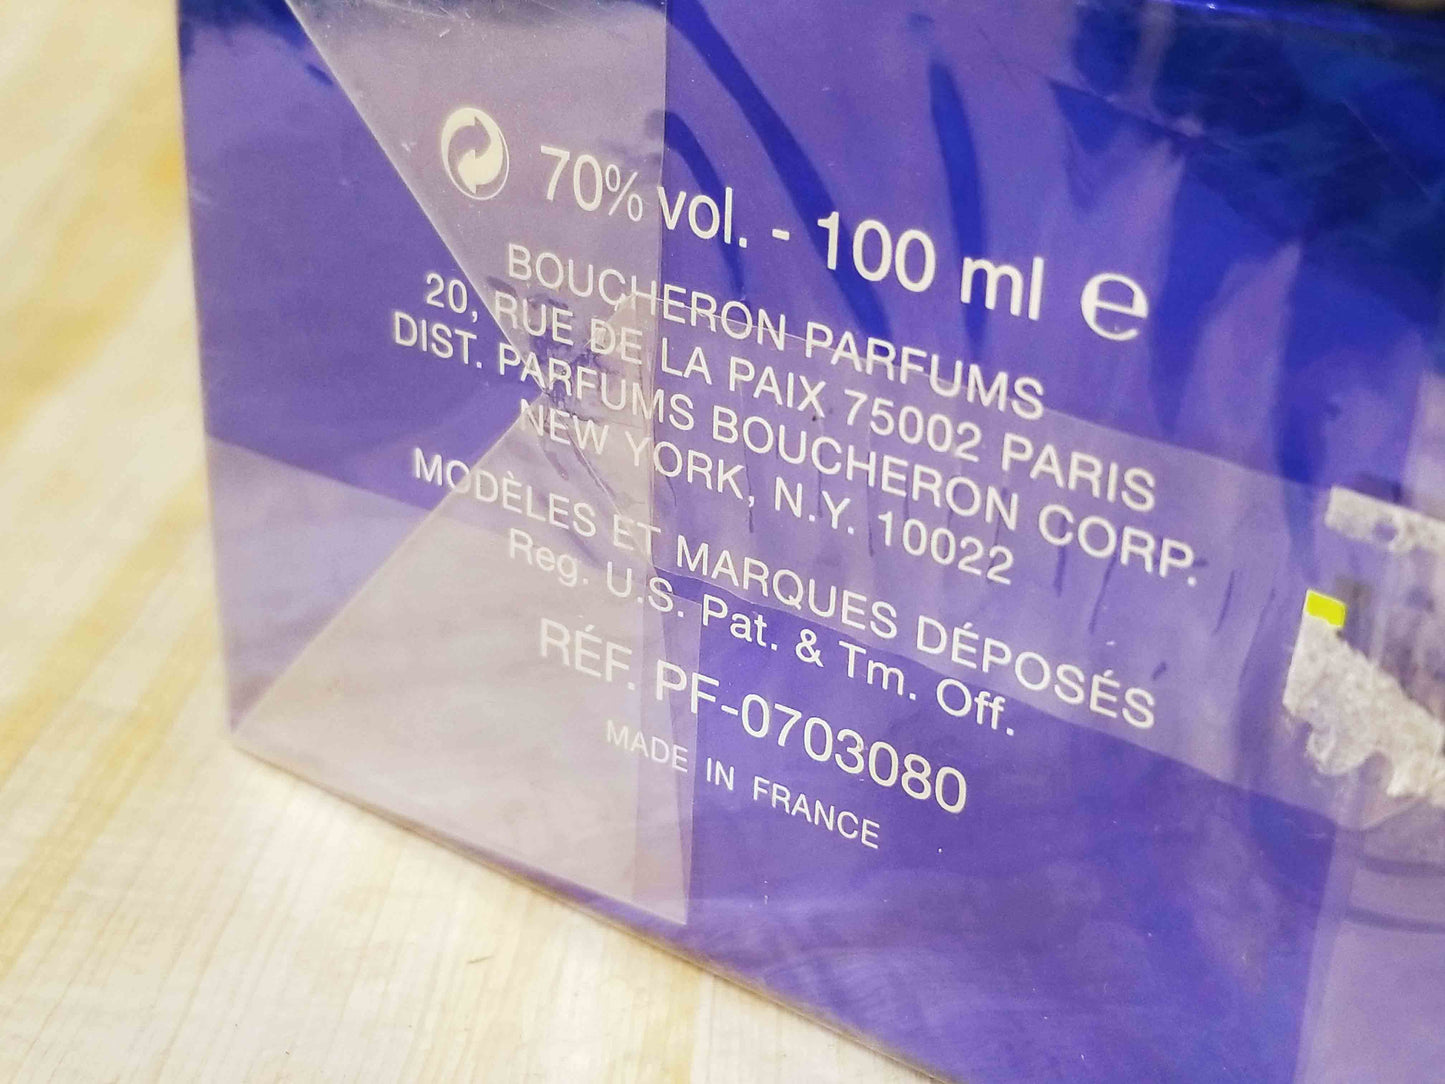 70% vol. - 100 ml ℮
BOUCHERON PARFUMS
20, RUE DE LA PAIX 75002 PARIS
DIST. PARFUMS BOUCHERON CORP.
NEW YORK, N.Y. 10022
MODÈLES ET MARQUES DÉPOSÉS
Reg. U.S. Pat. & Tm. Off.
RÉF. PF-0703080
MADE IN FRANCE